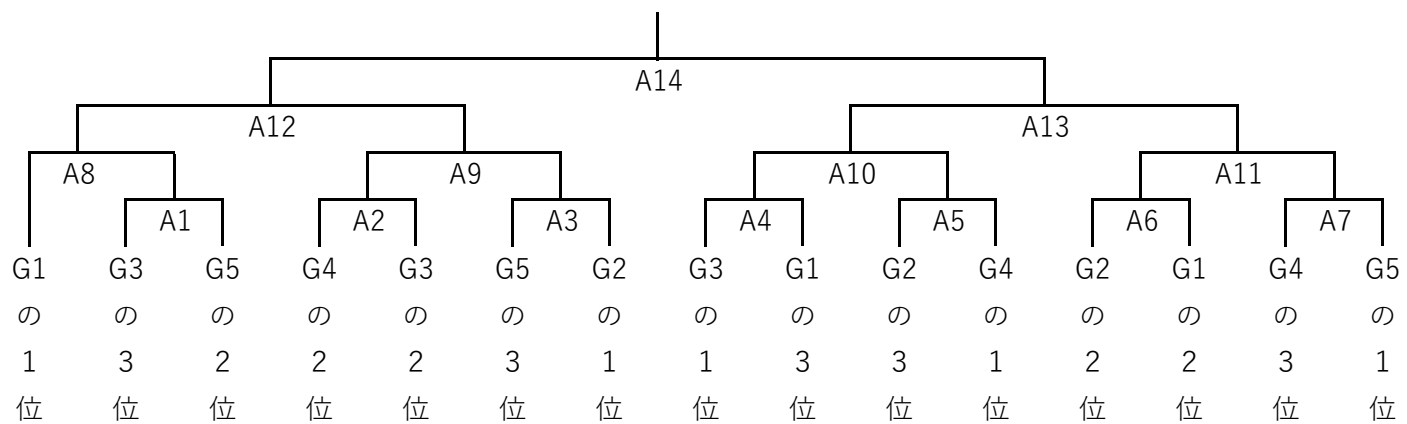 A14
A12 A13
A8 A9 A10 A11
A1 A2 A3 A4 A5 A6 A7
G1 G3 G5 G4 G3 G5 G2 G3 G1 G2 G4 G2 G1 G4 G5
の の の の の の の の の の の の の の の
1 3 2 2 2 3 1 1 3 3 1 2 2 3 1
位 位 位 位 位 位 位 位 位 位 位 位 位 位 位